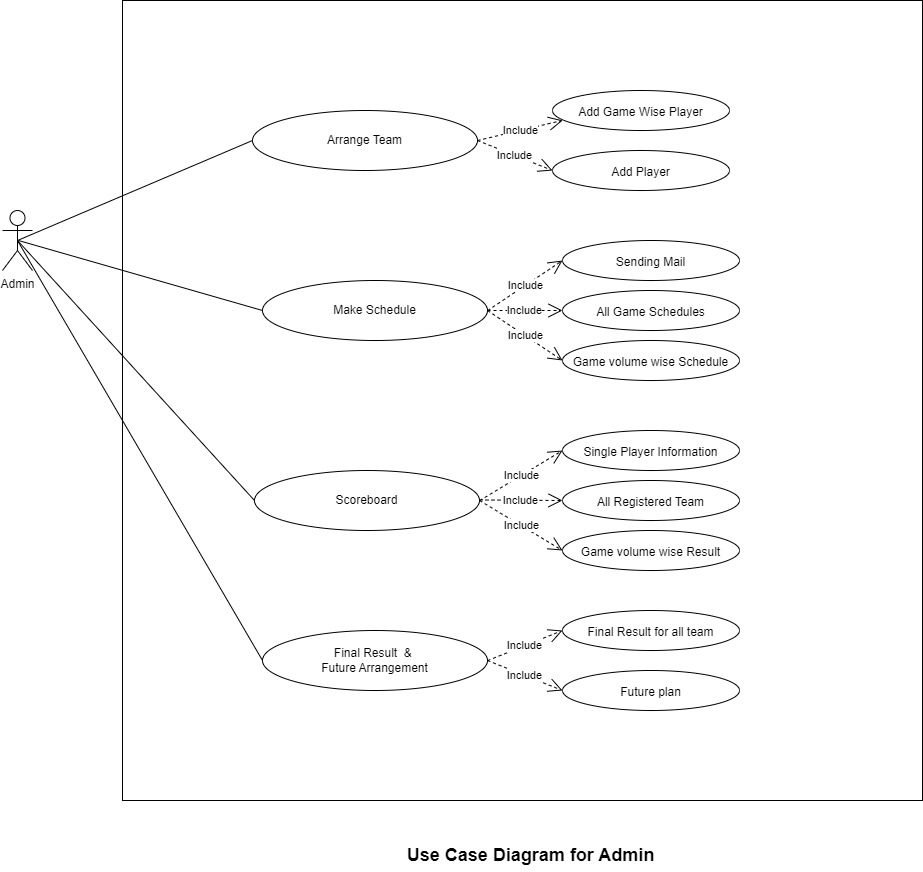 Add Game Wise Player
Include
Arrange Team
Include
Add Player
Admin
Sending Mail
Include
Make Schedule
Include
All Game Schedules
Include
Game volume wise Schedule
Single Player Information
Include
Scoreboard
Include
All Registered Team
Include
Game volume wise Result
Final Result for all team
Include
Final Result &
Future Arrangement
Include
Future plan
Use Case Diagram for Admin